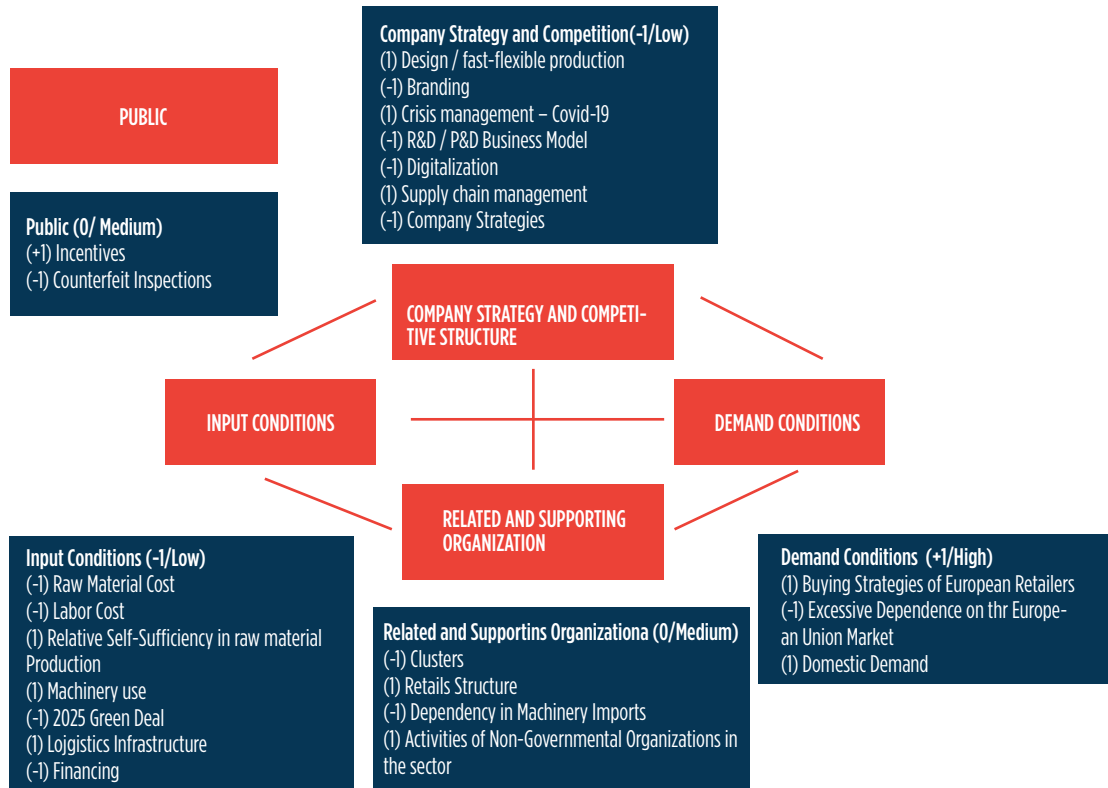 Company Strategy and Competition(-1/Low)
(1) Design / fast-flexible production
(-1) Branding
(1) Crisis management – Covid-19
(-1) R&D / P&D Business Model
(-1) Digitalization
(1) Supply chain management
(-1) Company Strategies
PUBLIC
Public (0/ Medium)
(+1) Incentives
(-1) Counterfeit Inspections
COMPANY STRATEGY AND COMPETI-
TIVE STRUCTURE
INPUT CONDITIONS
DEMAND CONDITIONS
RELATED AND SUPPORTING
ORGANIZATION
Input Conditions (-1/Low)
(-1) Raw Material Cost
(-1) Labor Cost
(1) Relative Self-Sufficiency in raw material
Production
(1) Machinery use
(-1) 2025 Green Deal
(1) Lojgistics Infrastructure
(-1) Financing
Related and Supportins Organizationa (0/Medium)
(-1) Clusters
(1) Retails Structure
(-1) Dependency in Machinery Imports
(1) Activities of Non-Governmental Organizations in
the sector
Demand Conditions (+1/High)
(1) Buying Strategies of European Retailers
(-1) Excessive Dependence on thr Europe-
an Union Market
(1) Domestic Demand